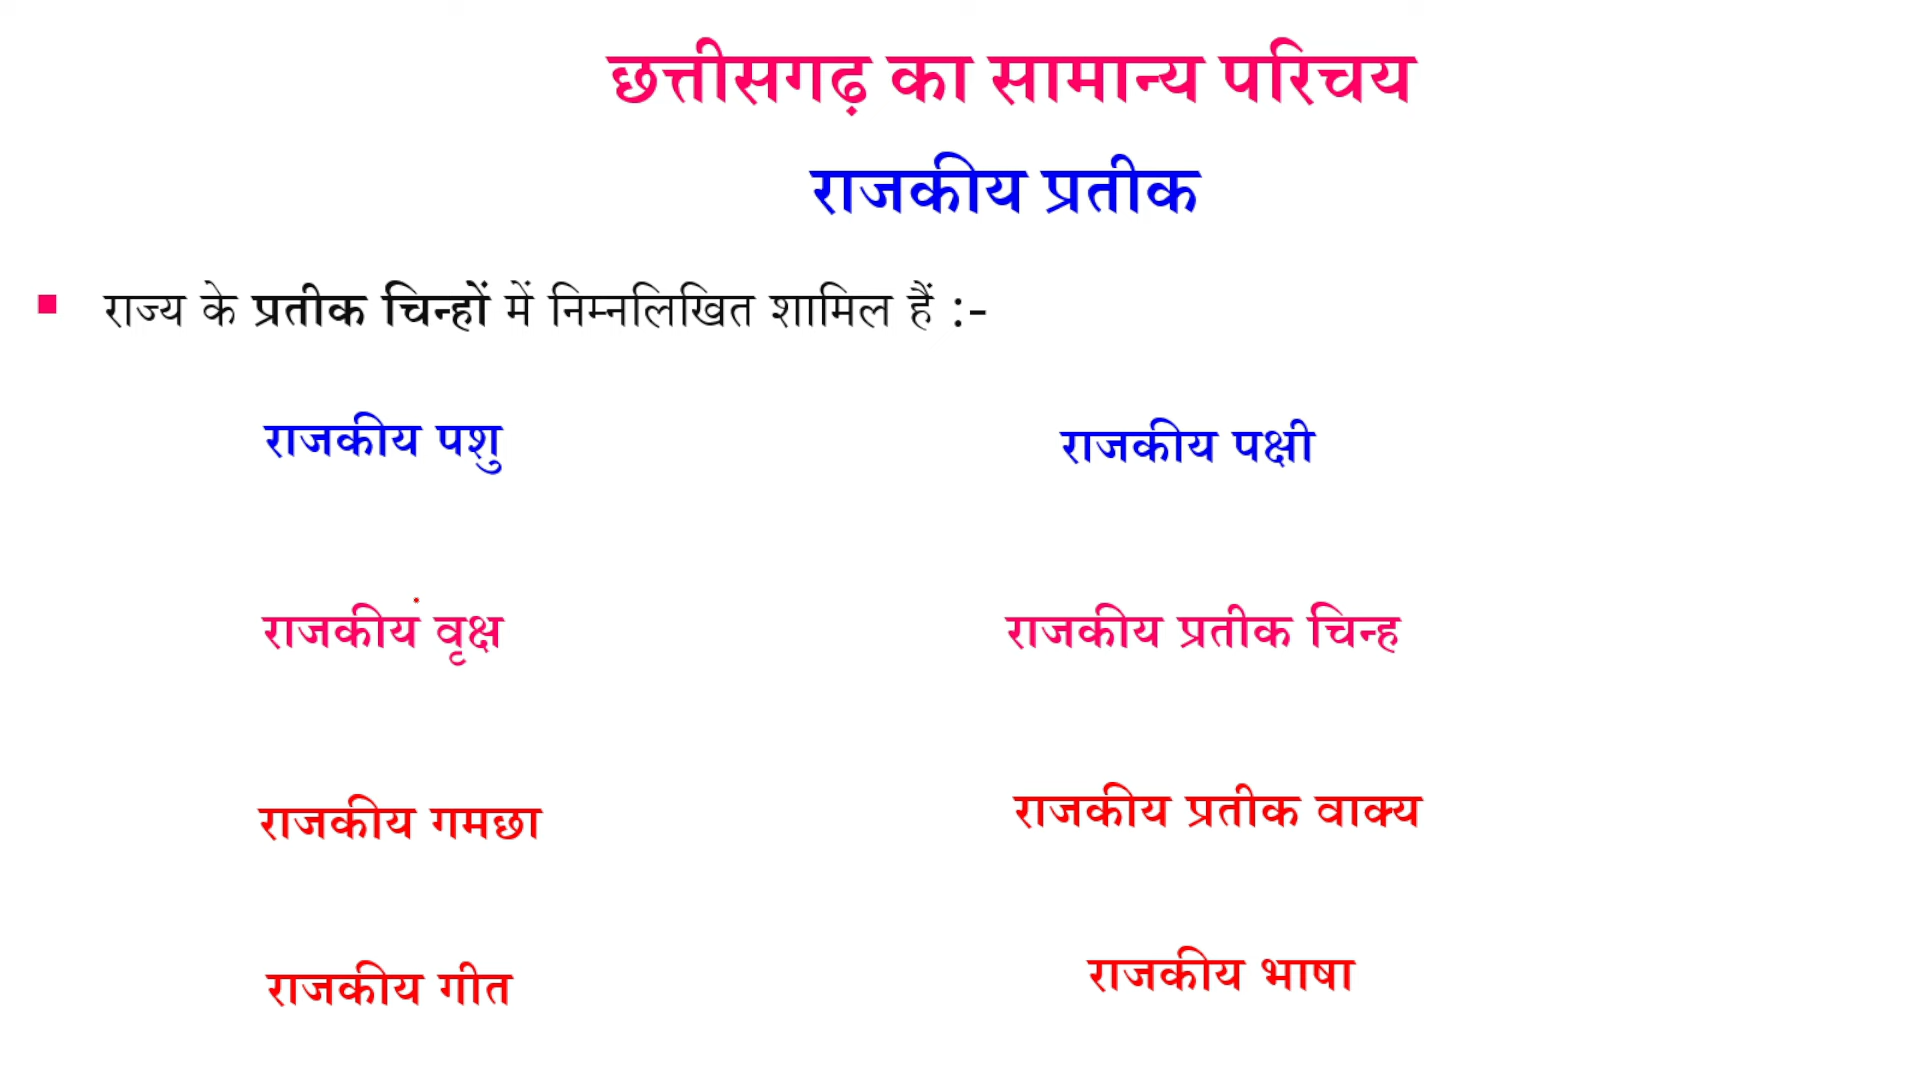 छत्तीसगढ़ का सामान्य परिचय
राजकीय प्रतीक
▪ राज्य के प्रतीक चिन्हों में निम्नलिखित शामिल हैं :-
राजकीय पशु
राजकीय पक्षी
राजकीय वृक्ष
राजकीय प्रतीक चिन्ह
राजकीय गमछा
राजकीय प्रतीक वाक्य
राजकीय गीत
राजकीय भाषा